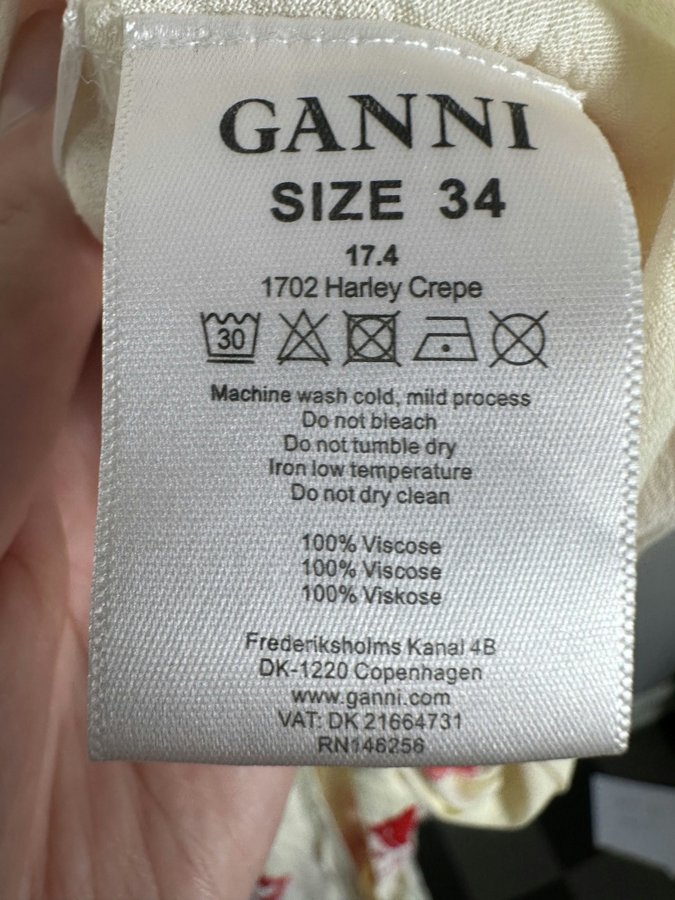 GANNI
SIZE 34
17.4
1702 Harley Crepe
30
Machine wash cold, mild process
Do not bleach
Do not tumble dry
Iron low temperature
Do not dry clean
100% Viscose
100% Viscose
100% Viskose
Frederiksholms Kanal 4B
DK-1220 Copenhagen
www.ganni.com
VAT: DK 21664731
RN146256